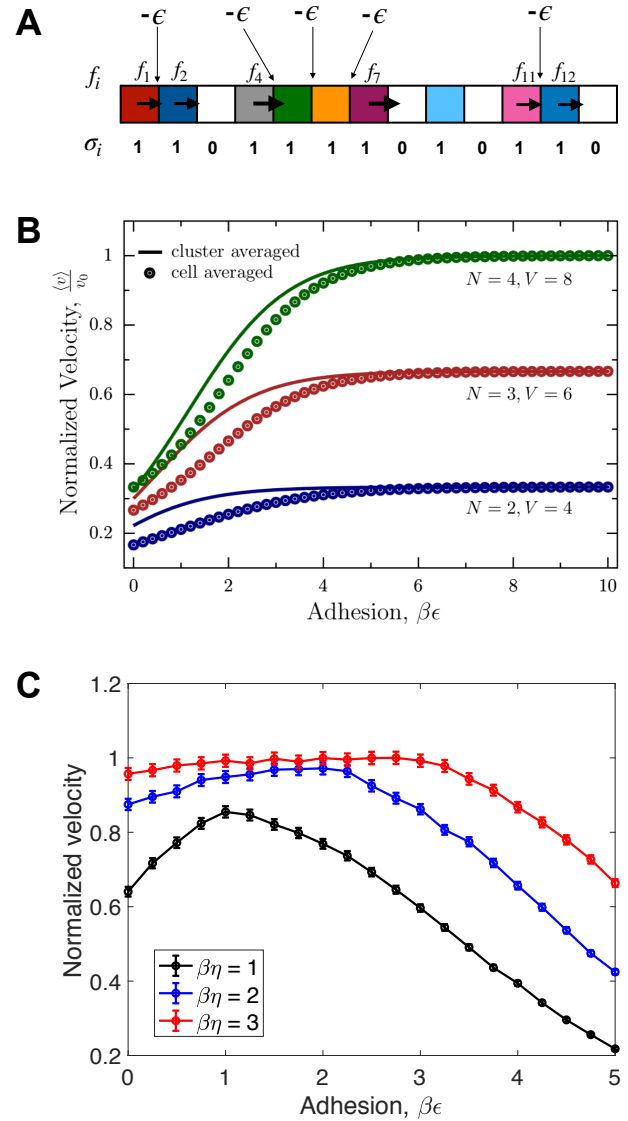 A
-ϵ -ϵ -ϵ -ϵ -ϵ
f_i f_1 f_2 f_4 f_7 f_11 f_12
σ_i 1 1 0 1 1 1 1 0 1 0 1 1 0
B
Normalized Velocity, ⟨v⟩/v_0
1
0.8
0.6
0.4
0.2
cluster averaged
cell averaged
N = 4, V = 8
N = 3, V = 6
N = 2, V = 4
0 2 4 6 8 10
Adhesion, βϵ
C
Normalized velocity
1.2
1
0.8
0.6
0.4
0.2
βη = 1
βη = 2
βη = 3
0 1 2 3 4 5
Adhesion, βϵ